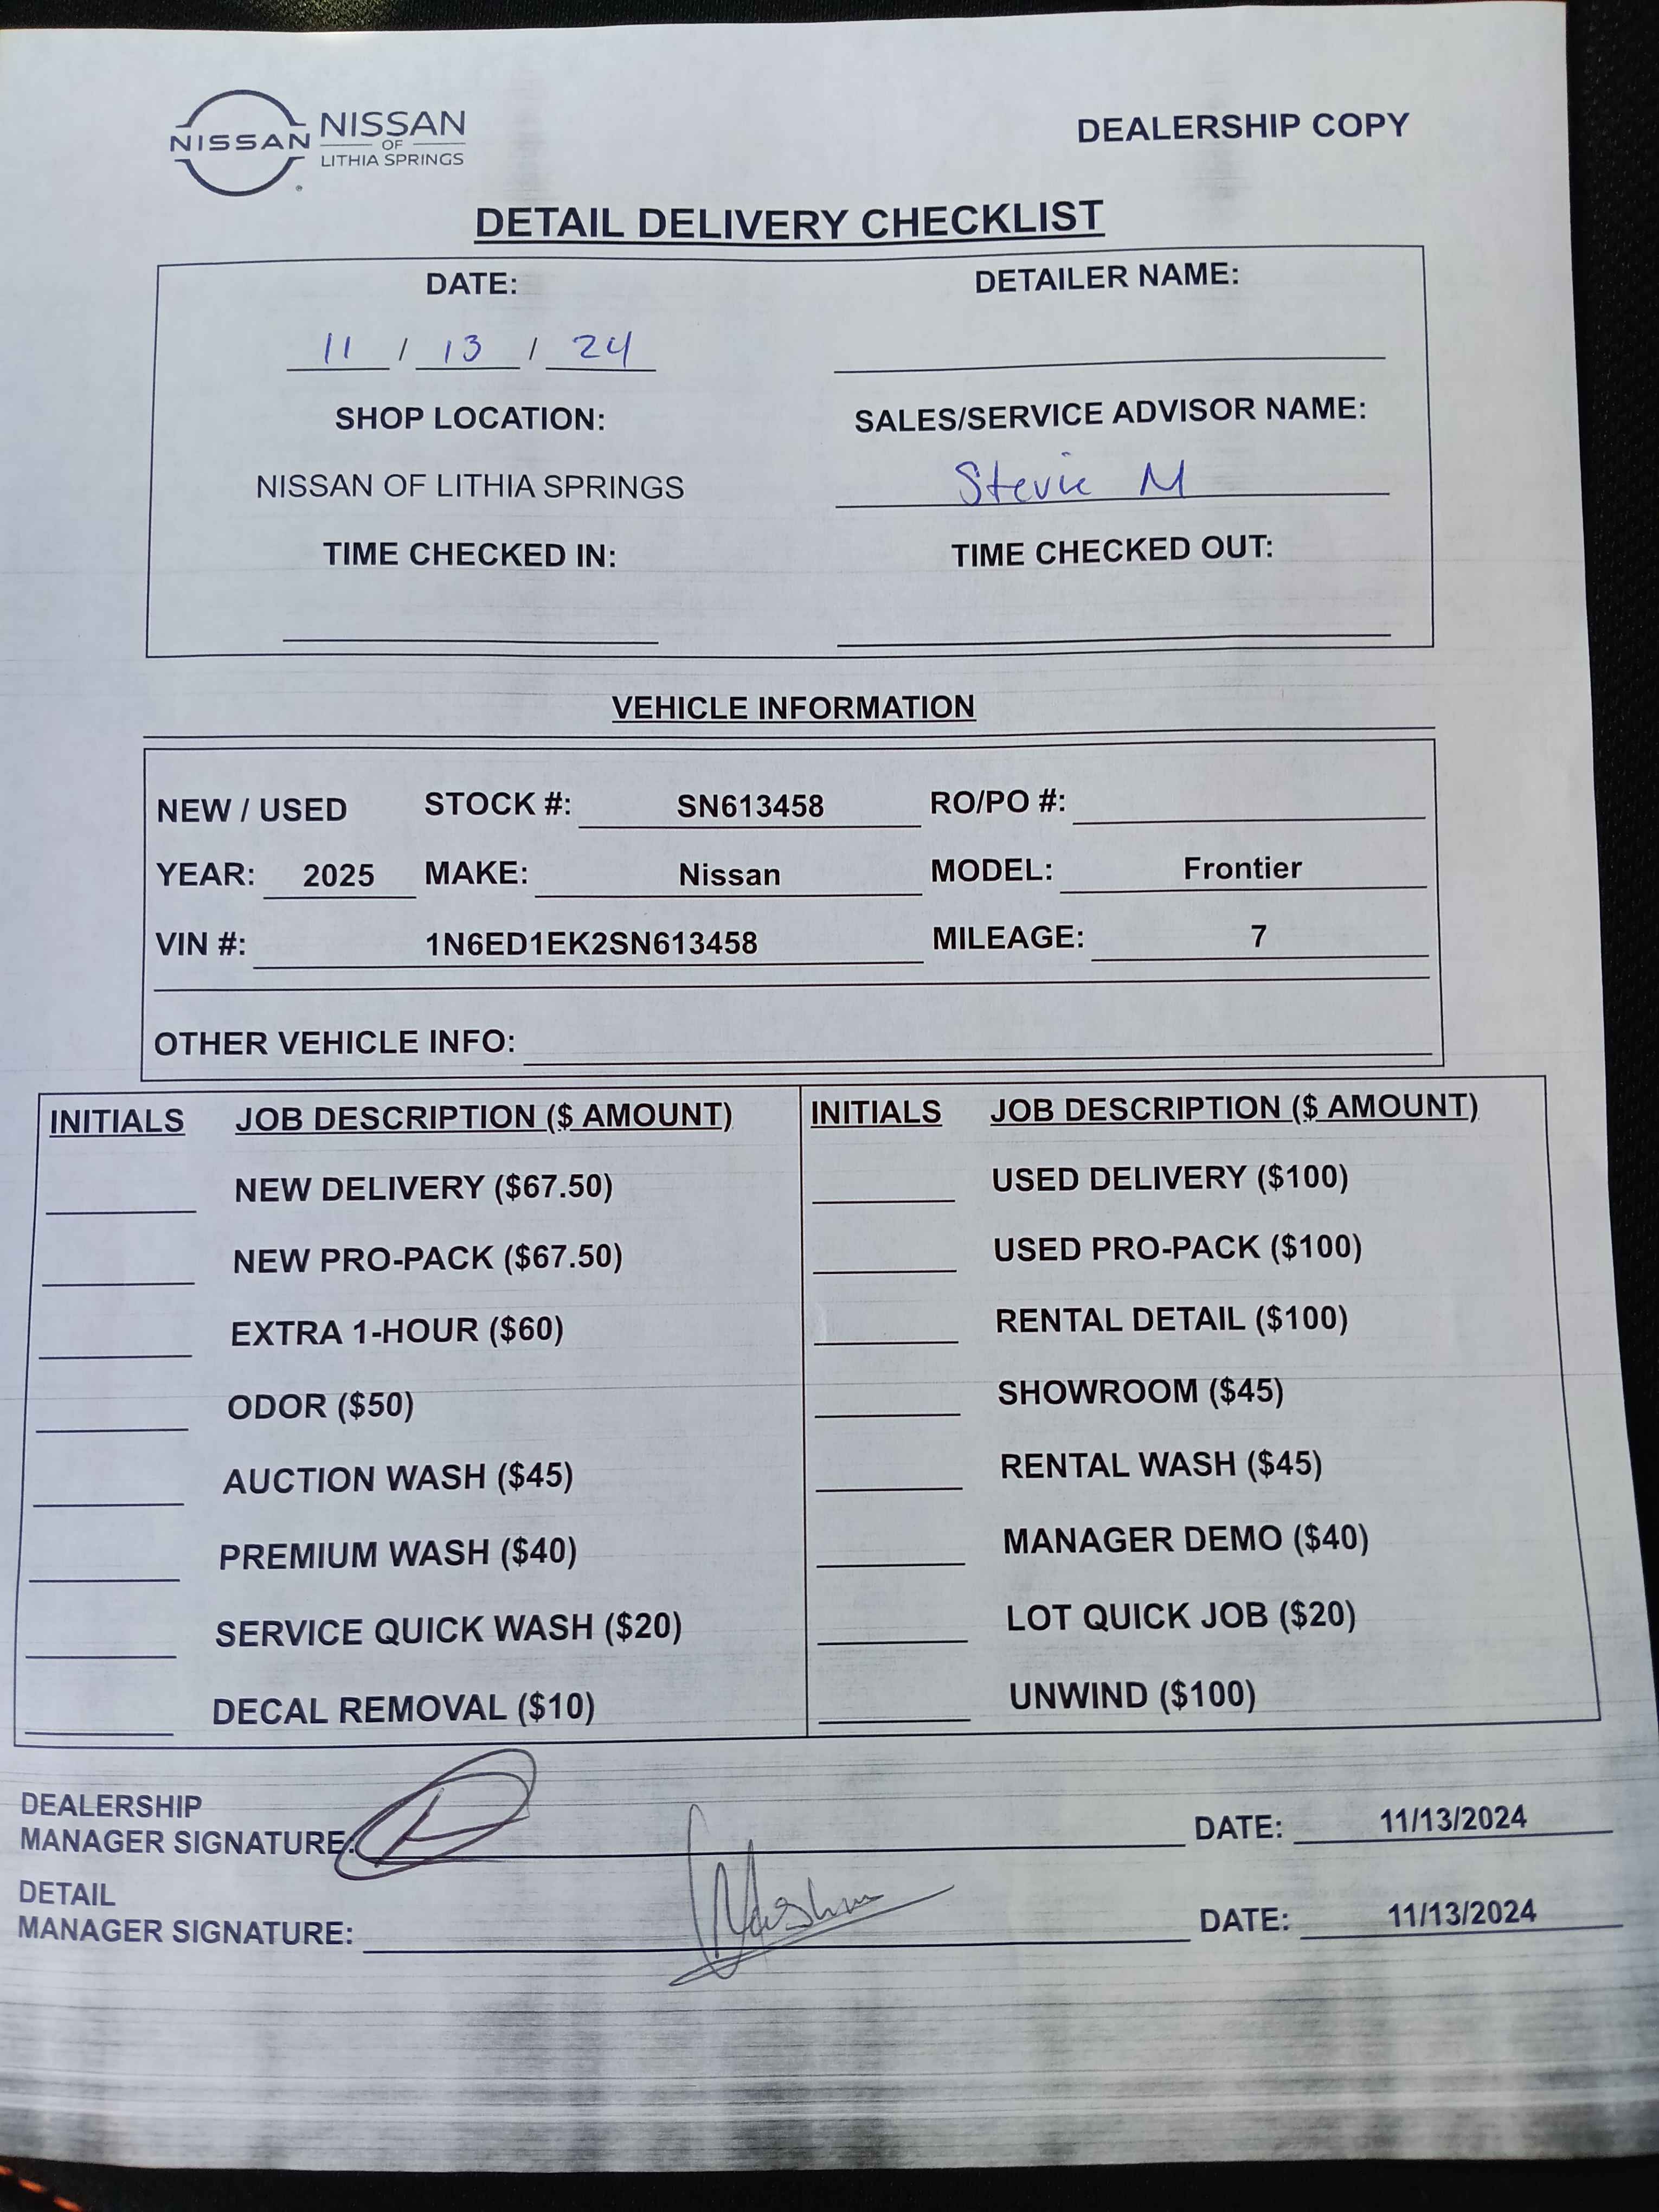 NISSAN
NISSAN
OF
LITHIA SPRINGS
DEALERSHIP COPY
DETAIL DELIVERY CHECKLIST
DATE: DETAILER NAME:
11 / 13 / 24
SHOP LOCATION: SALES/SERVICE ADVISOR NAME:
NISSAN OF LITHIA SPRINGS Stevie M
TIME CHECKED IN: TIME CHECKED OUT:
VEHICLE INFORMATION
NEW / USED STOCK #: SN613458 RO/PO #:
YEAR: 2025 MAKE: Nissan MODEL: Frontier
VIN #: 1N6ED1EK2SN613458 MILEAGE: 7
OTHER VEHICLE INFO:
INITIALS JOB DESCRIPTION ($ AMOUNT) INITIALS JOB DESCRIPTION ($ AMOUNT)
NEW DELIVERY ($67.50) USED DELIVERY ($100)
NEW PRO-PACK ($67.50) USED PRO-PACK ($100)
EXTRA 1-HOUR ($60) RENTAL DETAIL ($100)
ODOR ($50) SHOWROOM ($45)
AUCTION WASH ($45) RENTAL WASH ($45)
PREMIUM WASH ($40) MANAGER DEMO ($40)
SERVICE QUICK WASH ($20) LOT QUICK JOB ($20)
DECAL REMOVAL ($10) UNWIND ($100)
DEALERSHIP
MANAGER SIGNATURE: DATE: 11/13/2024
DETAIL
MANAGER SIGNATURE: DATE: 11/13/2024